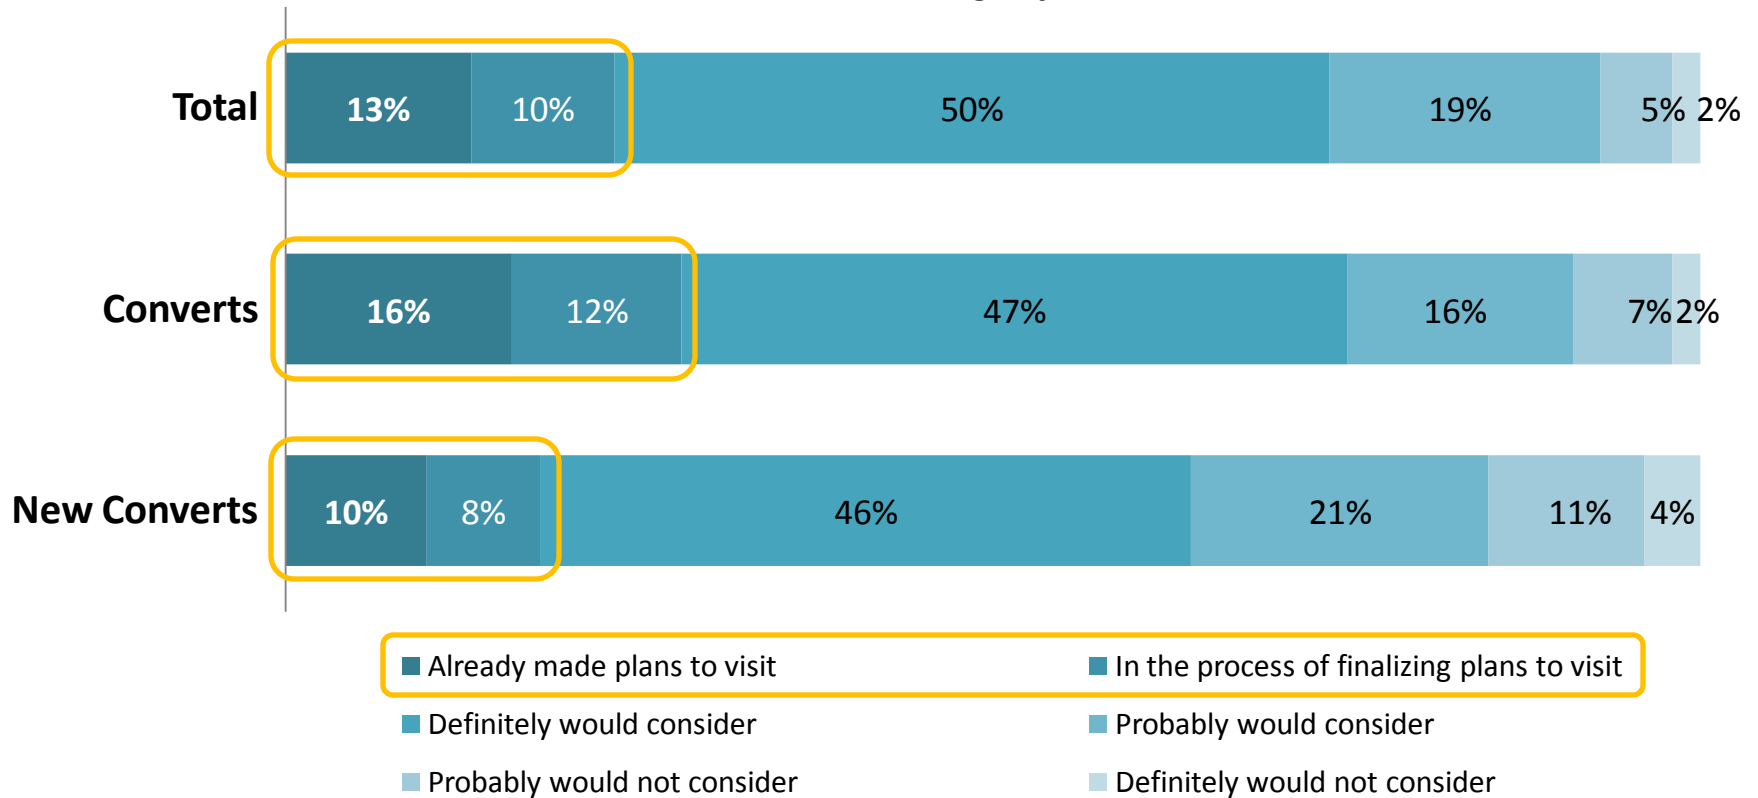 Total 13% 10% 50% 19% 5% 2%
Converts 16% 12% 47% 16% 7% 2%
New Converts 10% 8% 46% 21% 11% 4%
Already made plans to visit In the process of finalizing plans to visit
Definitely would consider Probably would consider
Probably would not consider Definitely would not consider